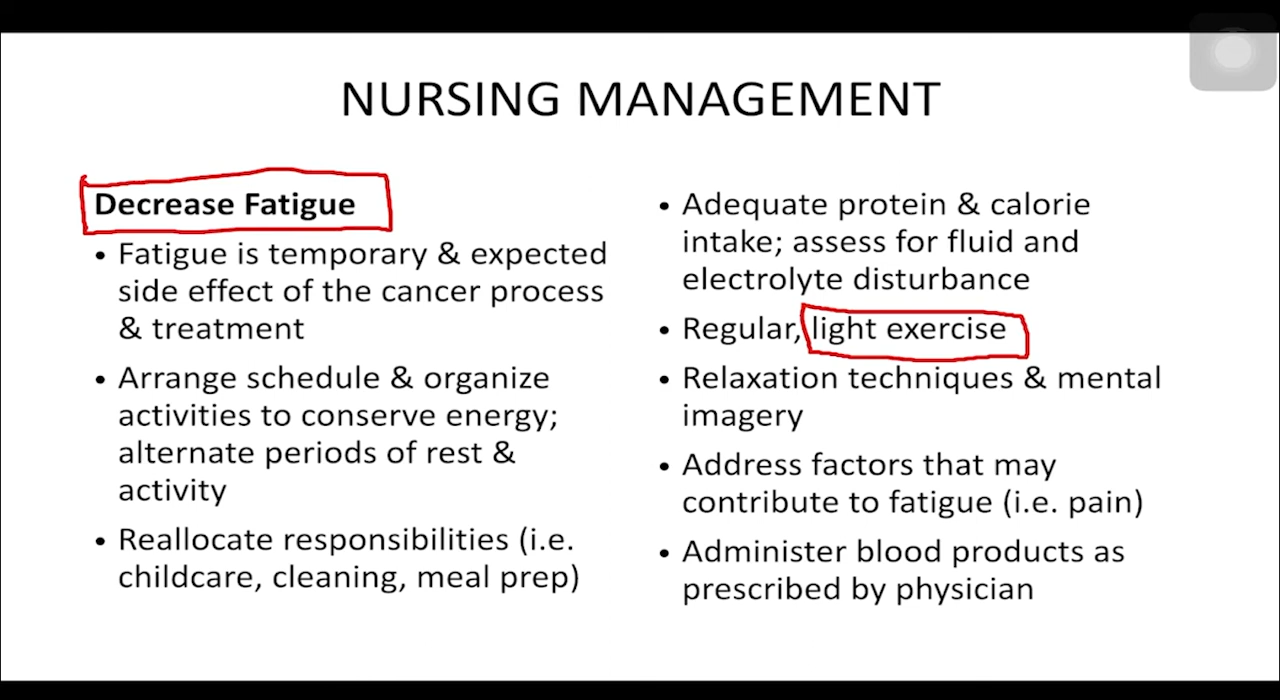 NURSING MANAGEMENT
Decrease Fatigue
• Fatigue is temporary & expected
side effect of the cancer process
& treatment
• Arrange schedule & organize
activities to conserve energy;
alternate periods of rest &
activity
• Reallocate responsibilities (i.e.
childcare, cleaning, meal prep)
• Adequate protein & calorie
intake; assess for fluid and
electrolyte disturbance
• Regular, light exercise
• Relaxation techniques & mental
imagery
• Address factors that may
contribute to fatigue (i.e. pain)
• Administer blood products as
prescribed by physician